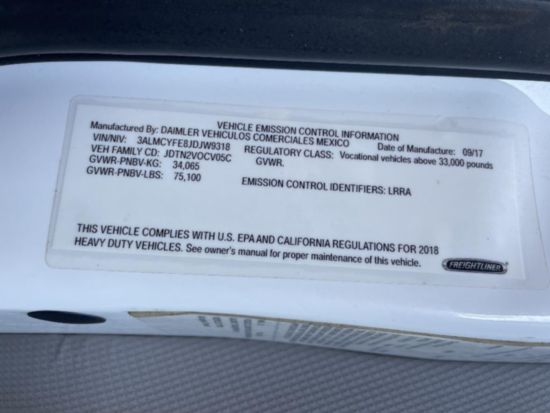 VEHICLE EMISSION CONTROL INFORMATION
Manufactured By: DAIMLER VEHICULOS COMERCIALES MEXICO Date of Manufacture: 09/17
VIN/NIV: 3ALMCYFE8JDJW9318 REGULATORY CLASS: Vocational vehicles above 33,000 pounds
VEH FAMILY CD: JDTN2VOCV05C GVWR.
GVWR-PNBV-KG: 34,065
GVWR-PNBV-LBS: 75,100 EMISSION CONTROL IDENTIFIERS: LRRA
THIS VEHICLE COMPLIES WITH U.S. EPA AND CALIFORNIA REGULATIONS FOR 2018
HEAVY DUTY VEHICLES. See owner's manual for proper maintenance of this vehicle.
FREIGHTLINER